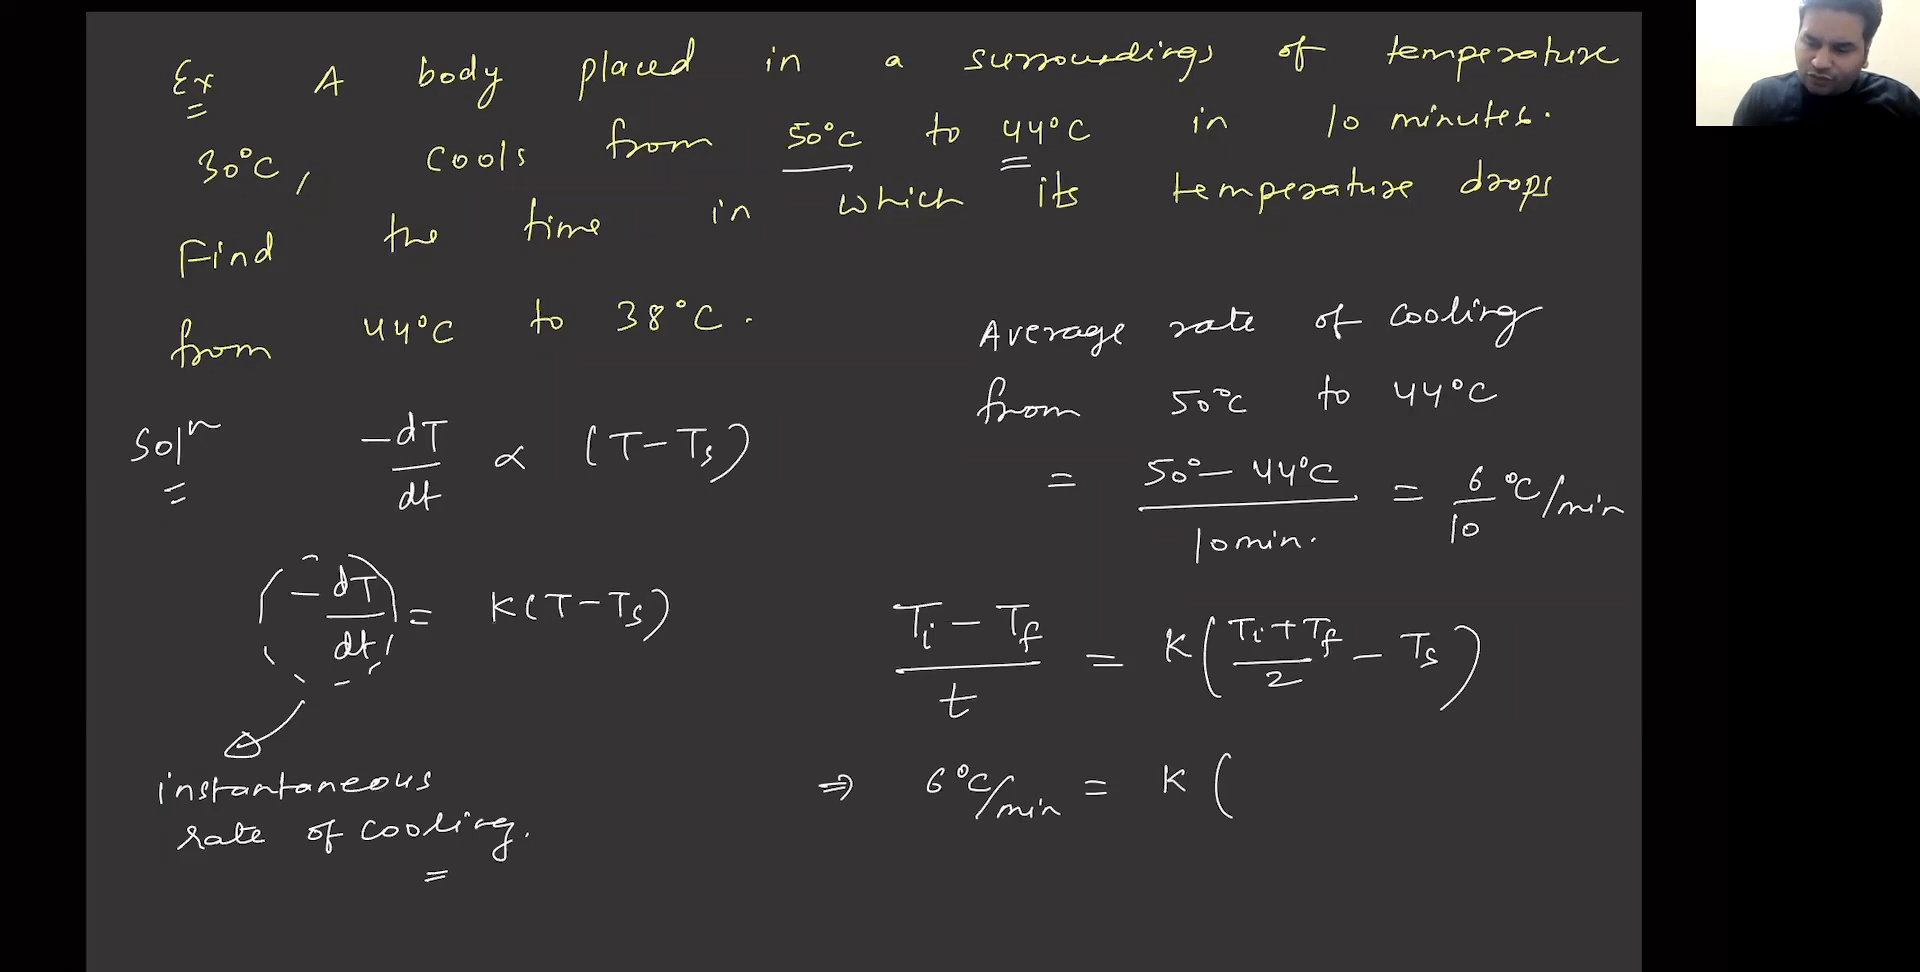 Ex A body placed in a surroundings of temperature
30°C, cools from 50°C to 44°C in 10 minutes.
Find the time in which its temperature drops
from 44°C to 38°C.
Solⁿ -dT/dt ∝ (T-Ts)
-dT/dt = K(T-Ts)
instantaneous
rate of cooling.
Average rate of cooling
from 50°C to 44°C
= 50°-44°C/10min. = 6/10 °C/min
Ti-Tf/t = K(Ti+Tf/2 - Ts)
⇒ 6°C/min = K(